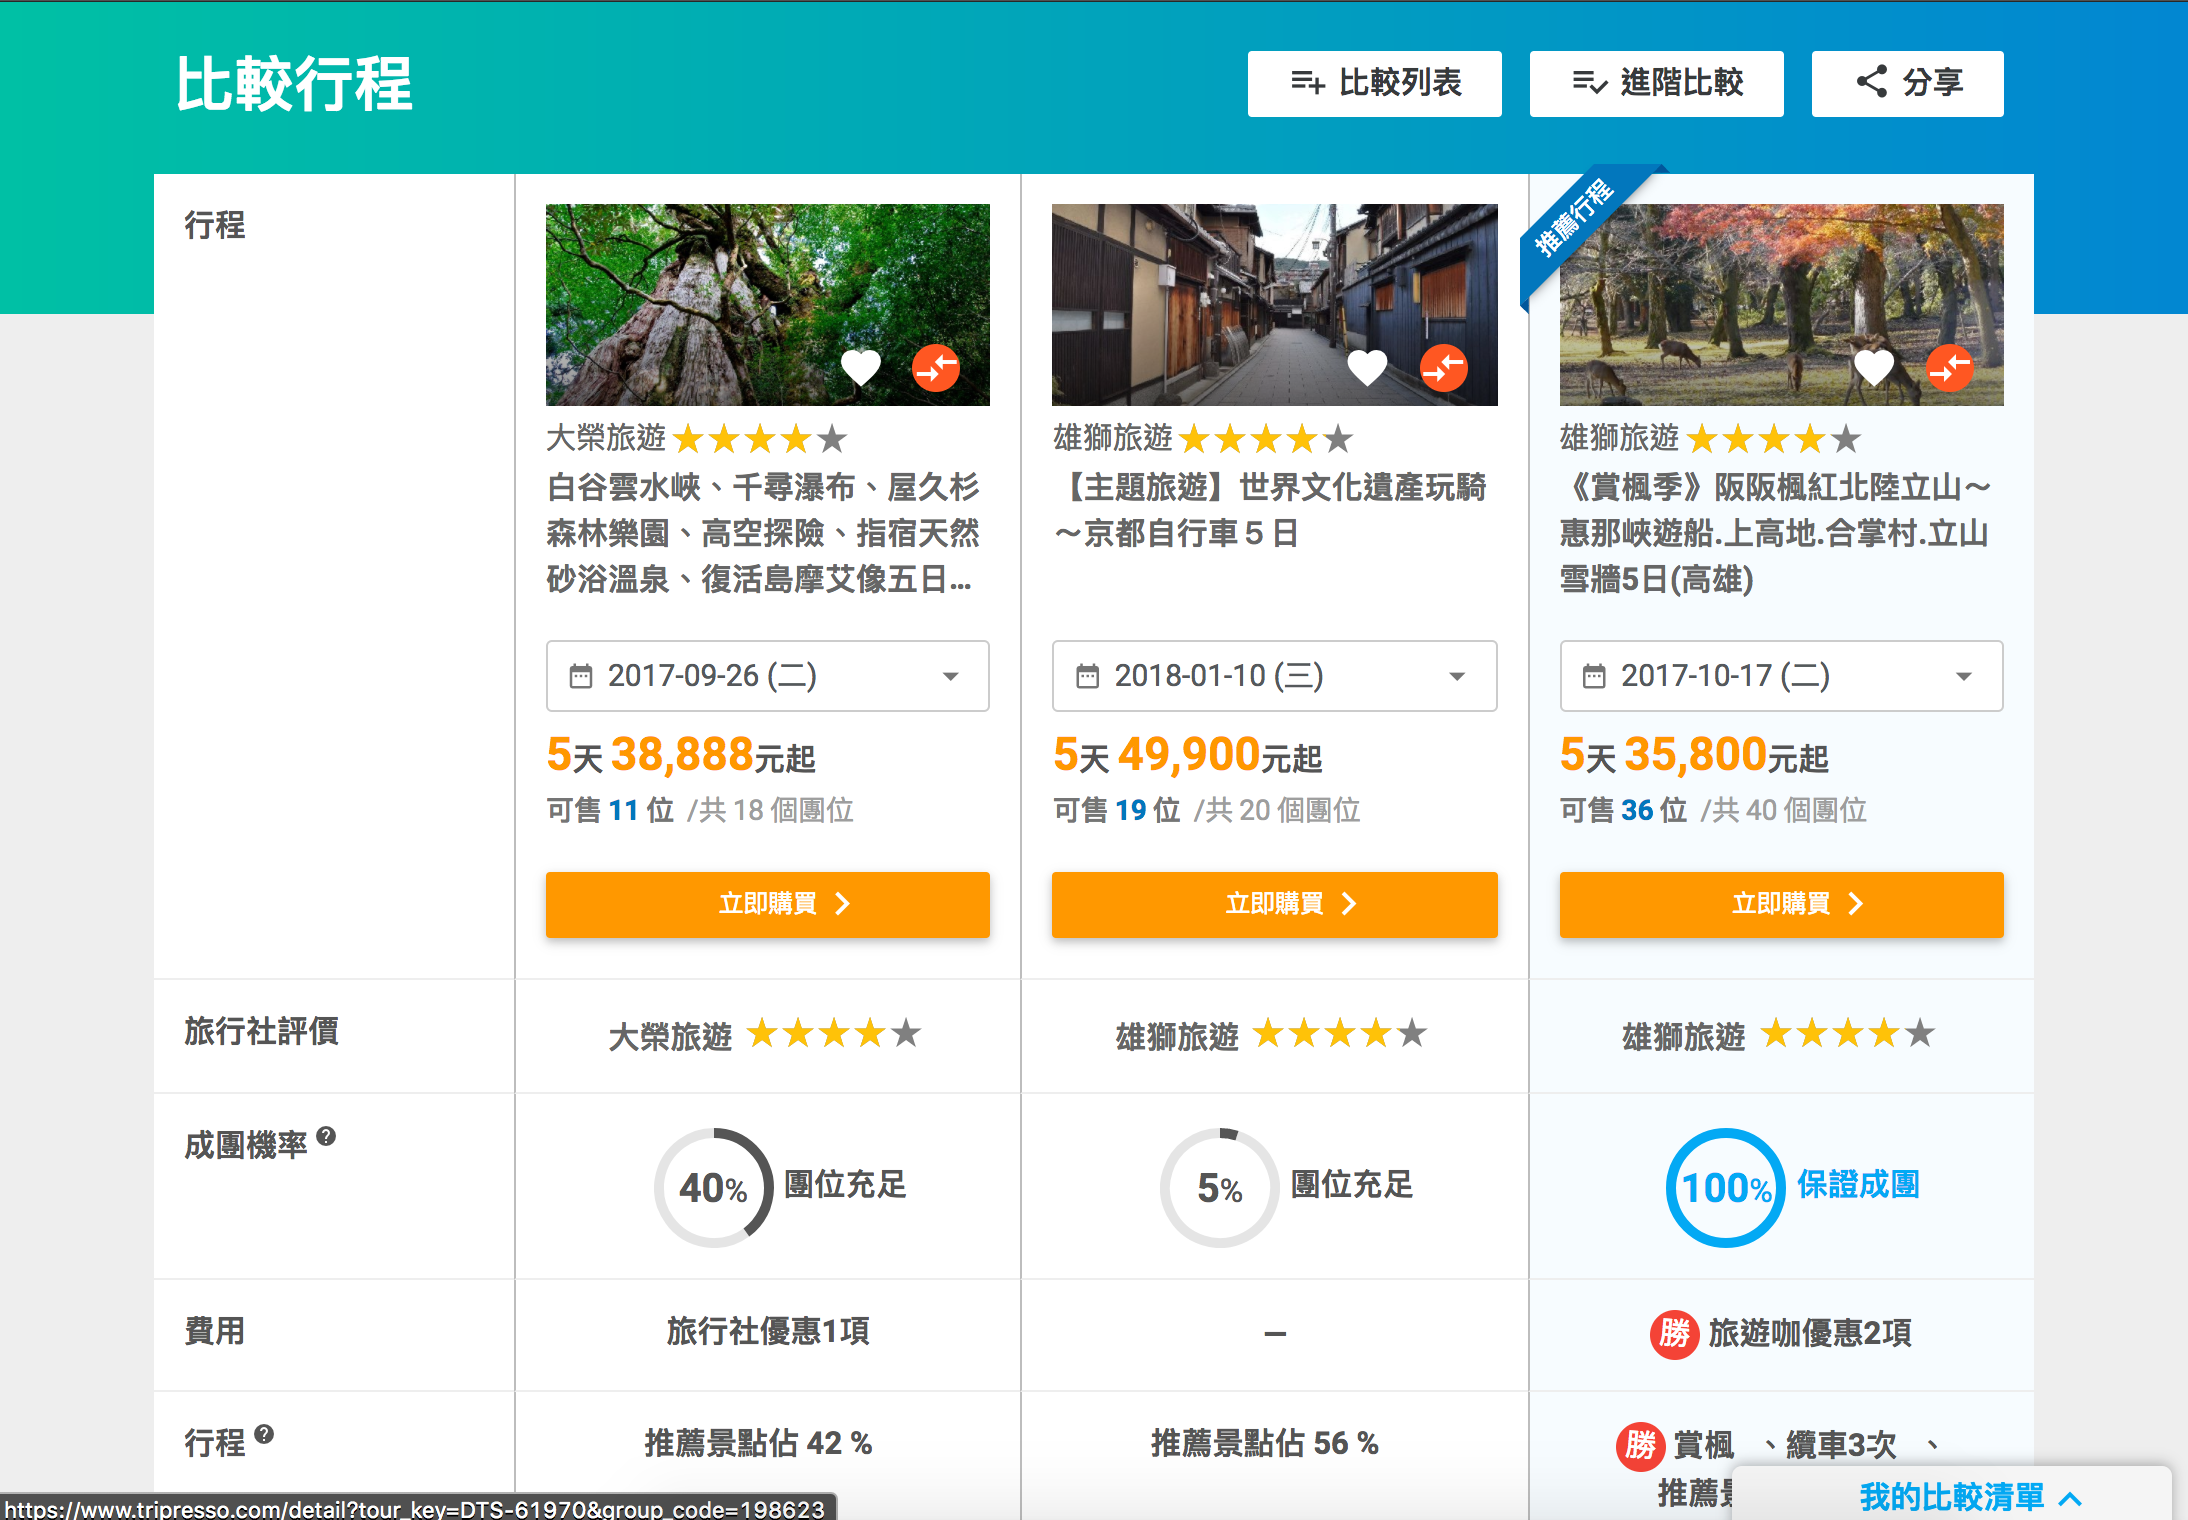 比較行程
比較列表
進階比較
分享
行程
推薦行程
大榮旅遊
白谷雲水峽、千尋瀑布、屋久杉
森林樂園、高空探險、指宿天然
砂浴溫泉、復活島摩艾像五日...
2017-09-26 (二)
5天 38,888元起
可售 11 位 /共 18 個團位
立即購買
雄獅旅遊
【主題旅遊】世界文化遺產玩騎
～京都自行車５日
2018-01-10 (三)
5天 49,900元起
可售 19 位 /共 20 個團位
立即購買
雄獅旅遊
《賞楓季》阪阪楓紅北陸立山～
惠那峽遊船.上高地.合掌村.立山
雪牆5日(高雄)
2017-10-17 (二)
5天 35,800元起
可售 36 位 /共 40 個團位
立即購買
旅行社評價
大榮旅遊
雄獅旅遊
雄獅旅遊
成團機率 ?
40% 團位充足
5% 團位充足
100% 保證成團
費用
旅行社優惠1項
–
勝 旅遊咖優惠2項
行程 ?
推薦景點佔 42 %
推薦景點佔 56 %
勝 賞楓 、纜車3次 、
推薦
我的比較清單
https://www.tripresso.com/detail?tour_key=DTS-61970&group_code=198623